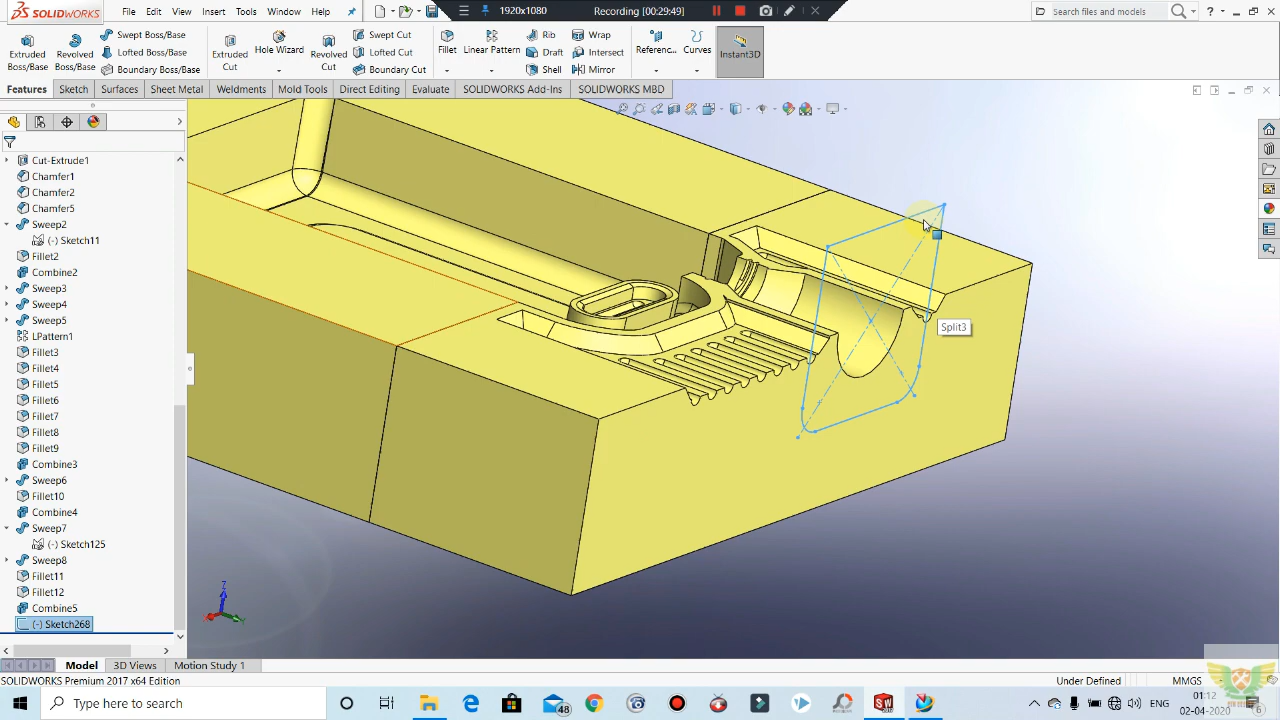 SOLIDWORKS
File Edit View Insert Tools Window Help
1920x1080 Recording [00:29:49]
Search files and models
Extruded Boss/Base
Revolved Boss/Base
Swept Boss/Base
Lofted Boss/Base
Boundary Boss/Base
Extruded Cut
Hole Wizard
Revolved Cut
Swept Cut
Lofted Cut
Boundary Cut
Fillet
Linear Pattern
Rib
Draft
Shell
Wrap
Intersect
Mirror
Referenc...
Curves
Instant3D
Features Sketch Surfaces Sheet Metal Weldments Mold Tools Direct Editing Evaluate SOLIDWORKS Add-Ins SOLIDWORKS MBD
Cut-Extrude1
Chamfer1
Chamfer2
Chamfer5
Sweep2
(-) Sketch11
Fillet2
Combine2
Sweep3
Sweep4
Sweep5
LPattern1
Fillet3
Fillet4
Fillet5
Fillet6
Fillet7
Fillet8
Fillet9
Combine3
Sweep6
Fillet10
Combine4
Sweep7
(-) Sketch125
Sweep8
Fillet11
Fillet12
Combine5
(-) Sketch268
Split3
Z
Model 3D Views Motion Study 1
SOLIDWORKS Premium 2017 x64 Edition
Under Defined MMGS
Type here to search
48
ENG
01:12
02-04-2020
6